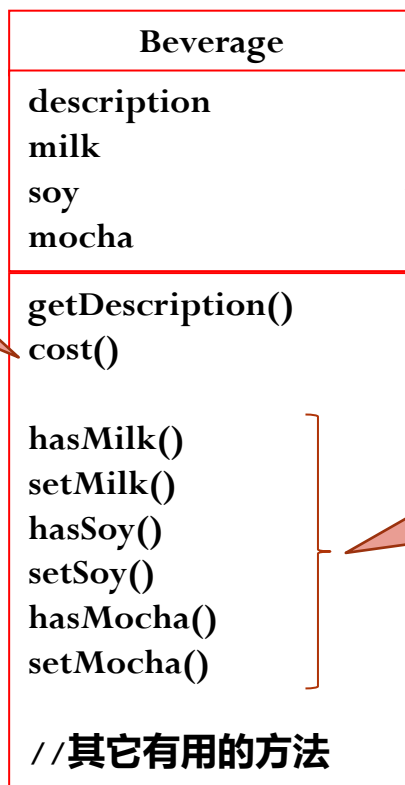 Beverage
description
milk
soy
mocha
getDescription()
cost()
hasMilk()
setMilk()
hasSoy()
setSoy()
hasMocha()
setMocha()
//其它有用的方法